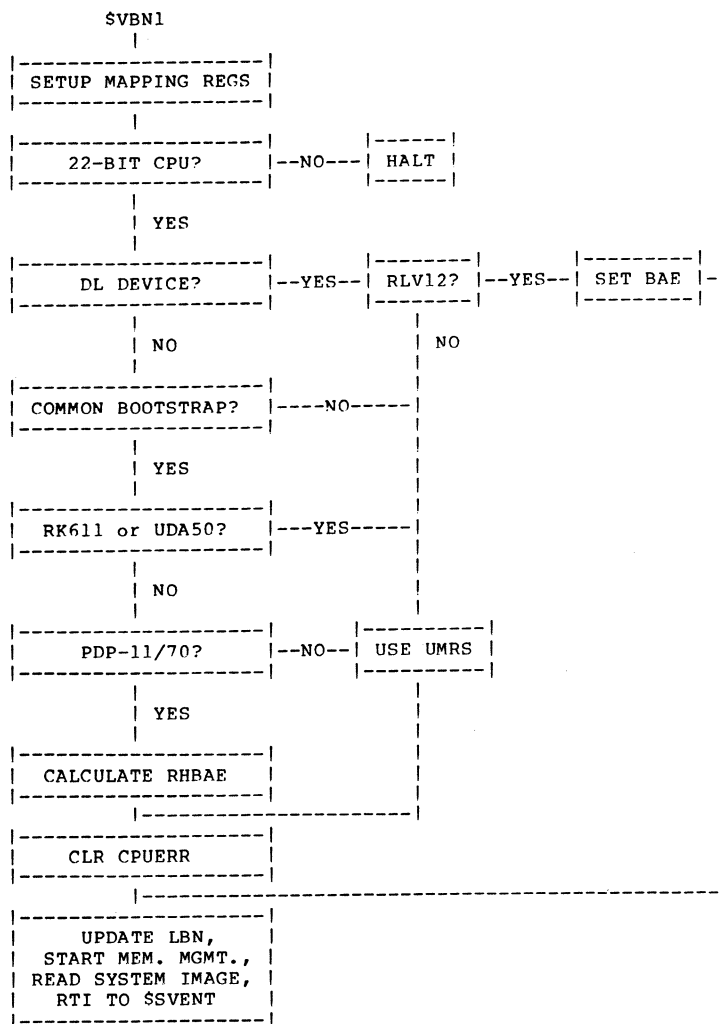 $VBN1
SETUP MAPPING REGS
22-BIT CPU? --NO--- HALT
YES
DL DEVICE? --YES-- RLV12? --YES-- SET BAE
NO NO
COMMON BOOTSTRAP? ----NO----
YES
RK611 or UDA50? ---YES-----
NO
PDP-11/70? --NO-- USE UMRS
YES
CALCULATE RHBAE
CLR CPUERR
UPDATE LBN,
START MEM. MGMT.,
READ SYSTEM IMAGE,
RTI TO $SVENT